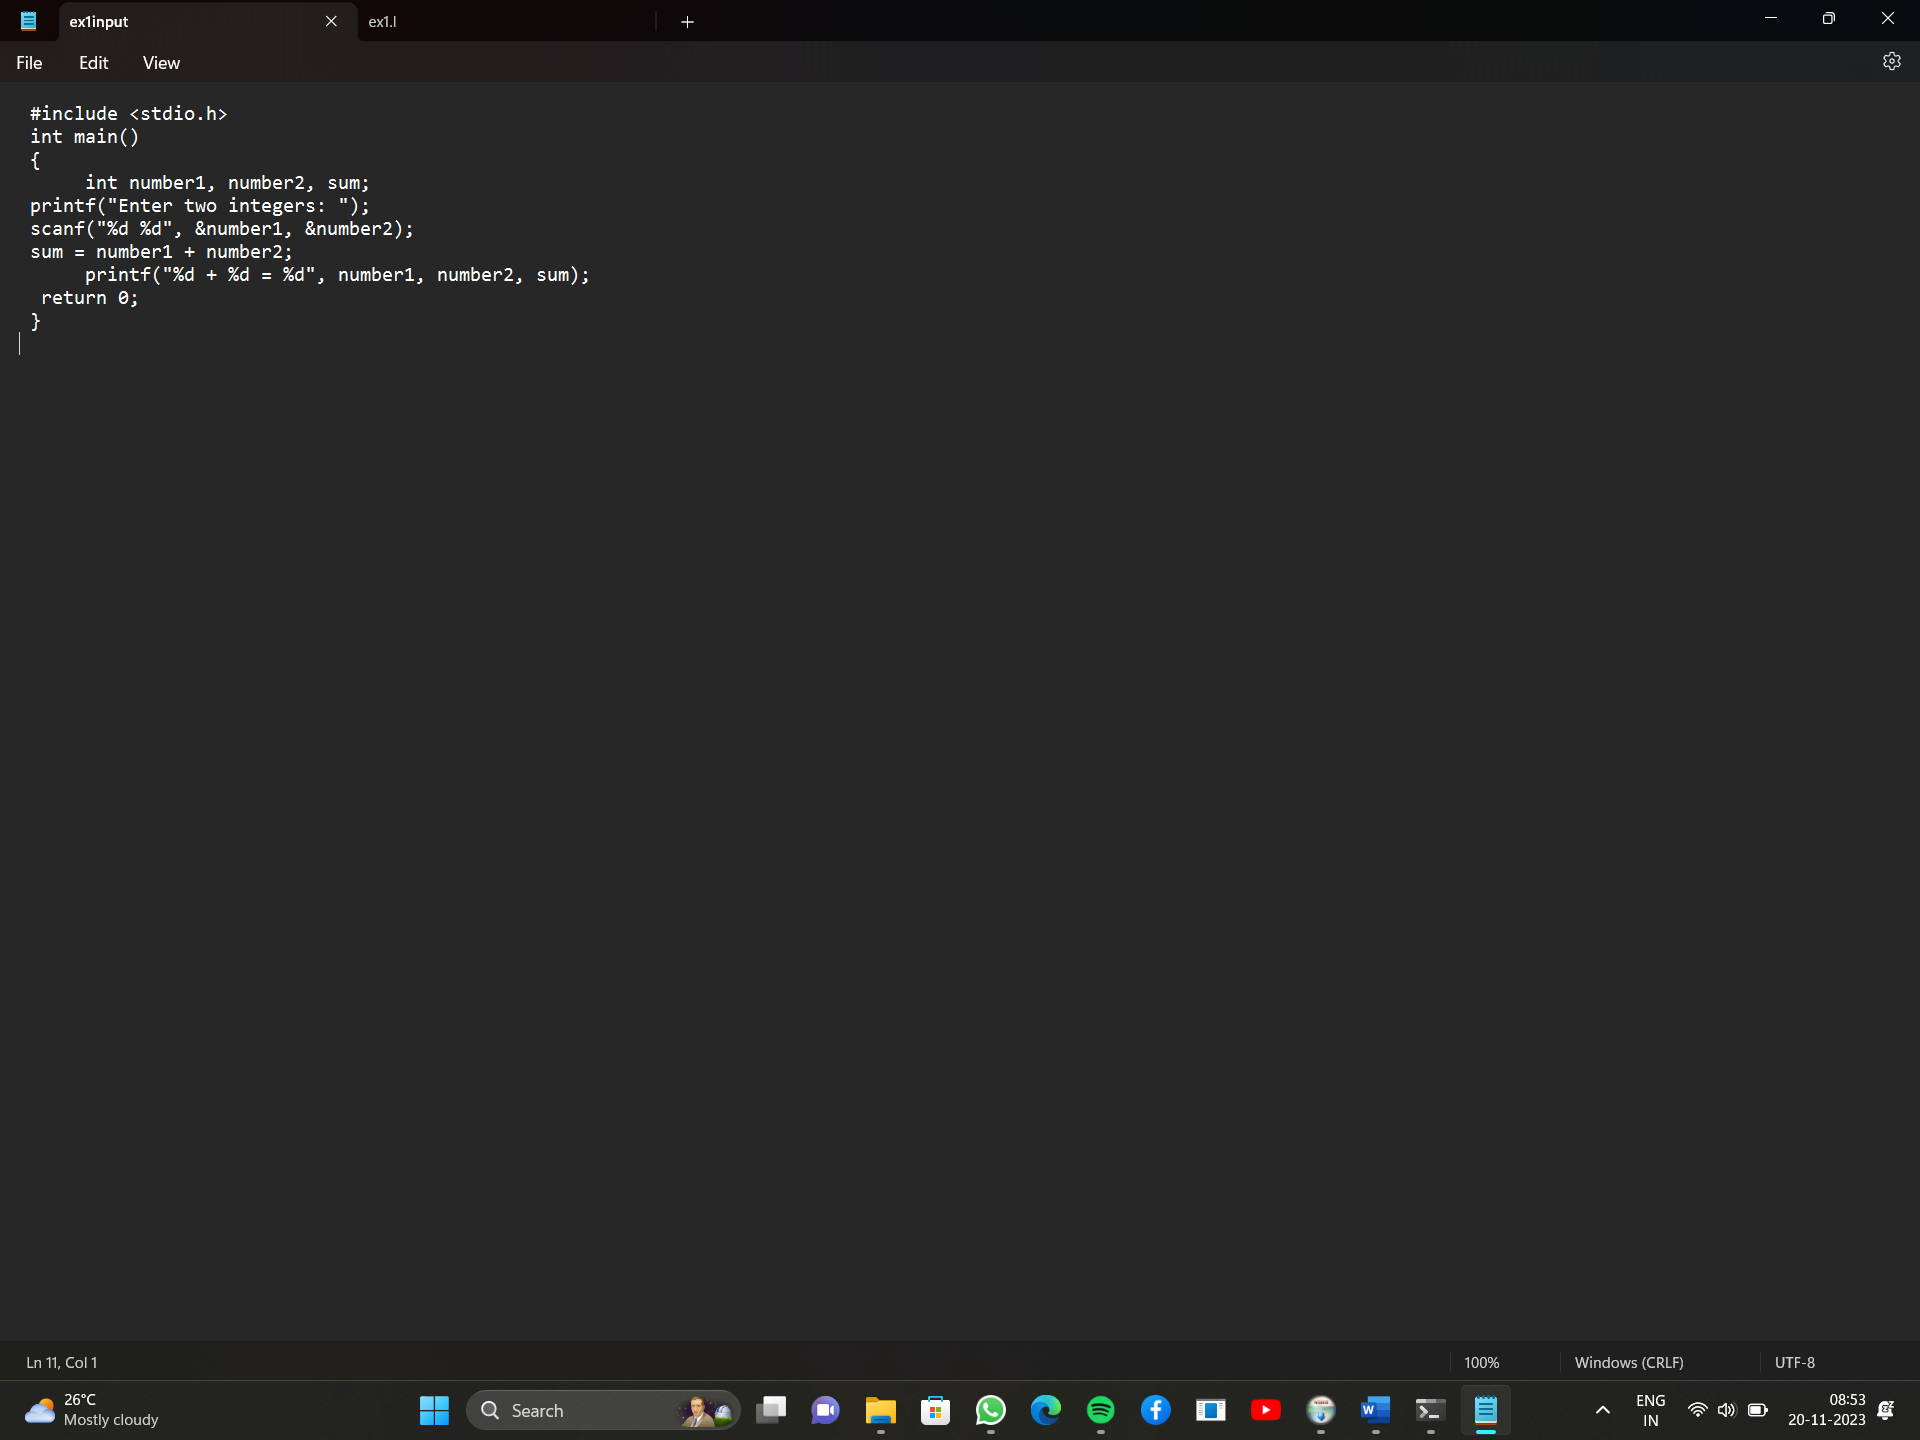 ex1input
ex1.l
File Edit View
#include <stdio.h>
int main()
{
     int number1, number2, sum;
printf("Enter two integers: ");
scanf("%d %d", &number1, &number2);
sum = number1 + number2;
     printf("%d + %d = %d", number1, number2, sum);
 return 0;
}
Ln 11, Col 1
100%
Windows (CRLF)
UTF-8
26°C
Mostly cloudy
Search
ENG
IN
08:53
20-11-2023